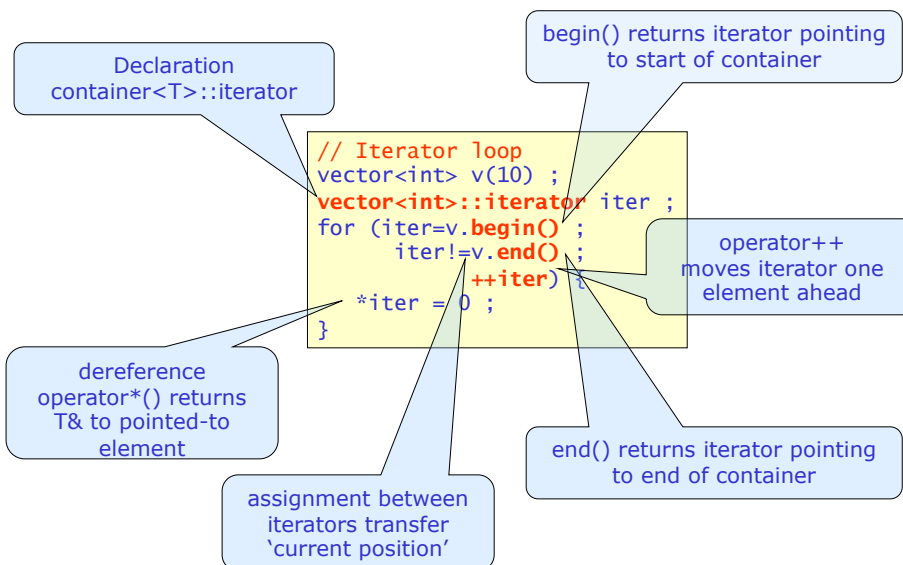 Declaration
container<T>::iterator
begin() returns iterator pointing
to start of container
// Iterator loop
vector<int> v(10) ;
vector<int>::iterator iter ;
for (iter=v.begin() ;
iter!=v.end() ;
++iter) {
*iter = 0 ;
}
operator++
moves iterator one
element ahead
dereference
operator*() returns
T& to pointed-to
element
end() returns iterator pointing
to end of container
assignment between
iterators transfer
‘current position’